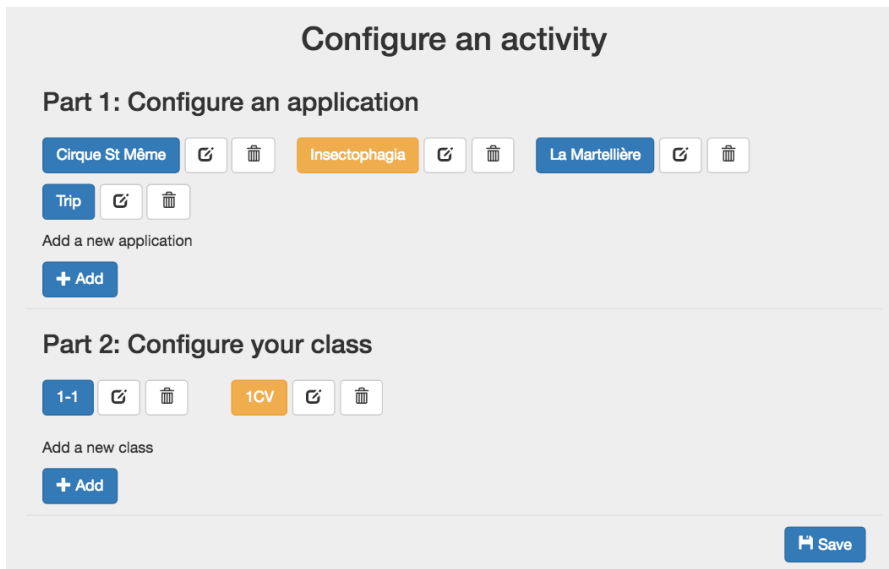 Configure an activity
Part 1: Configure an application
Cirque St Même Insectophagia La Martellière
Trip
Add a new application
Add
Part 2: Configure your class
1-1 1CV
Add a new class
Add
Save